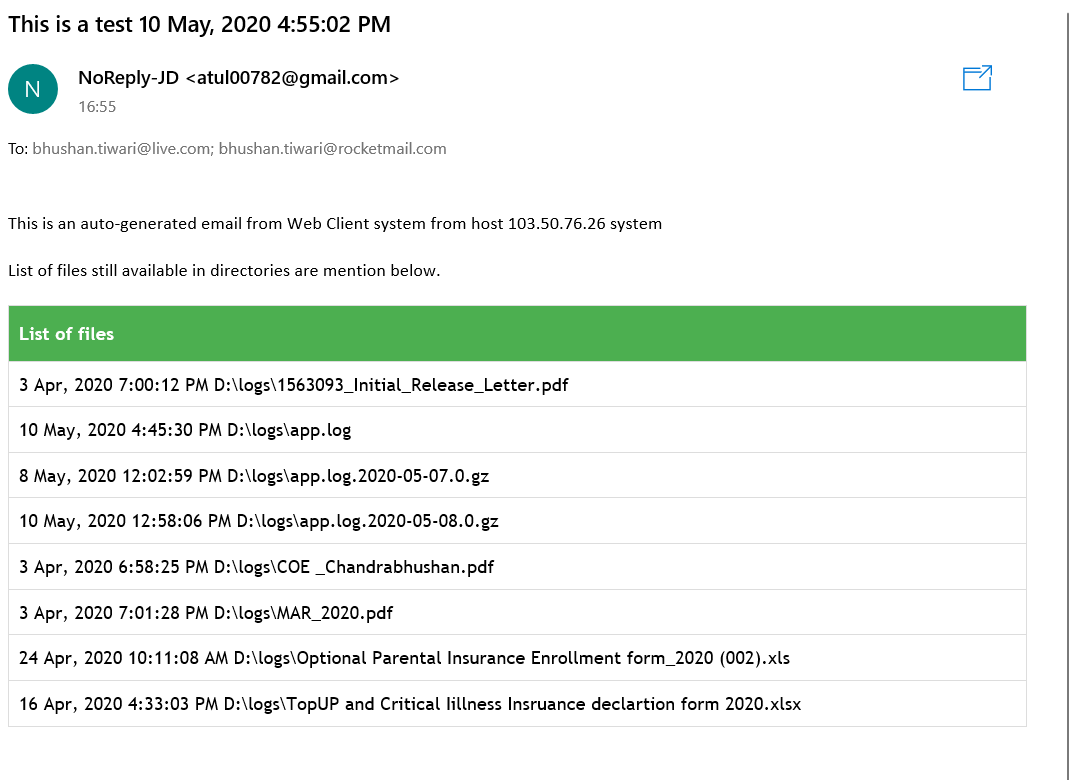 This is a test 10 May, 2020 4:55:02 PM
N
NoReply-JD <atul00782@gmail.com>
16:55
To: bhushan.tiwari@live.com; bhushan.tiwari@rocketmail.com
This is an auto-generated email from Web Client system from host 103.50.76.26 system
List of files still available in directories are mention below.
List of files
3 Apr, 2020 7:00:12 PM D:\logs\1563093_Initial_Release_Letter.pdf
10 May, 2020 4:45:30 PM D:\logs\app.log
8 May, 2020 12:02:59 PM D:\logs\app.log.2020-05-07.0.gz
10 May, 2020 12:58:06 PM D:\logs\app.log.2020-05-08.0.gz
3 Apr, 2020 6:58:25 PM D:\logs\COE _Chandrabhushan.pdf
3 Apr, 2020 7:01:28 PM D:\logs\MAR_2020.pdf
24 Apr, 2020 10:11:08 AM D:\logs\Optional Parental Insurance Enrollment form_2020 (002).xls
16 Apr, 2020 4:33:03 PM D:\logs\TopUP and Critical Iillness Insruance declartion form 2020.xlsx